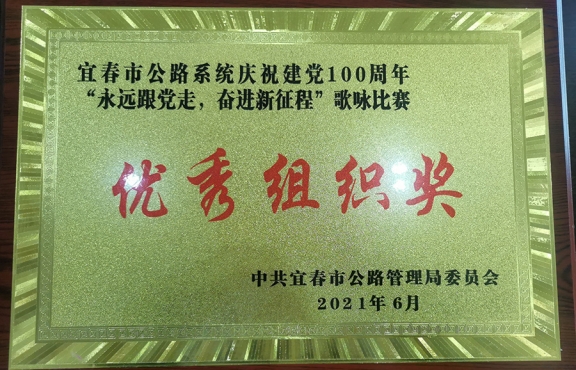 宜春市公路系统庆祝建党100周年
“永远跟党走，奋进新征程”歌咏比赛
优秀组织奖
中共宜春市公路管理局委员会
2021年6月